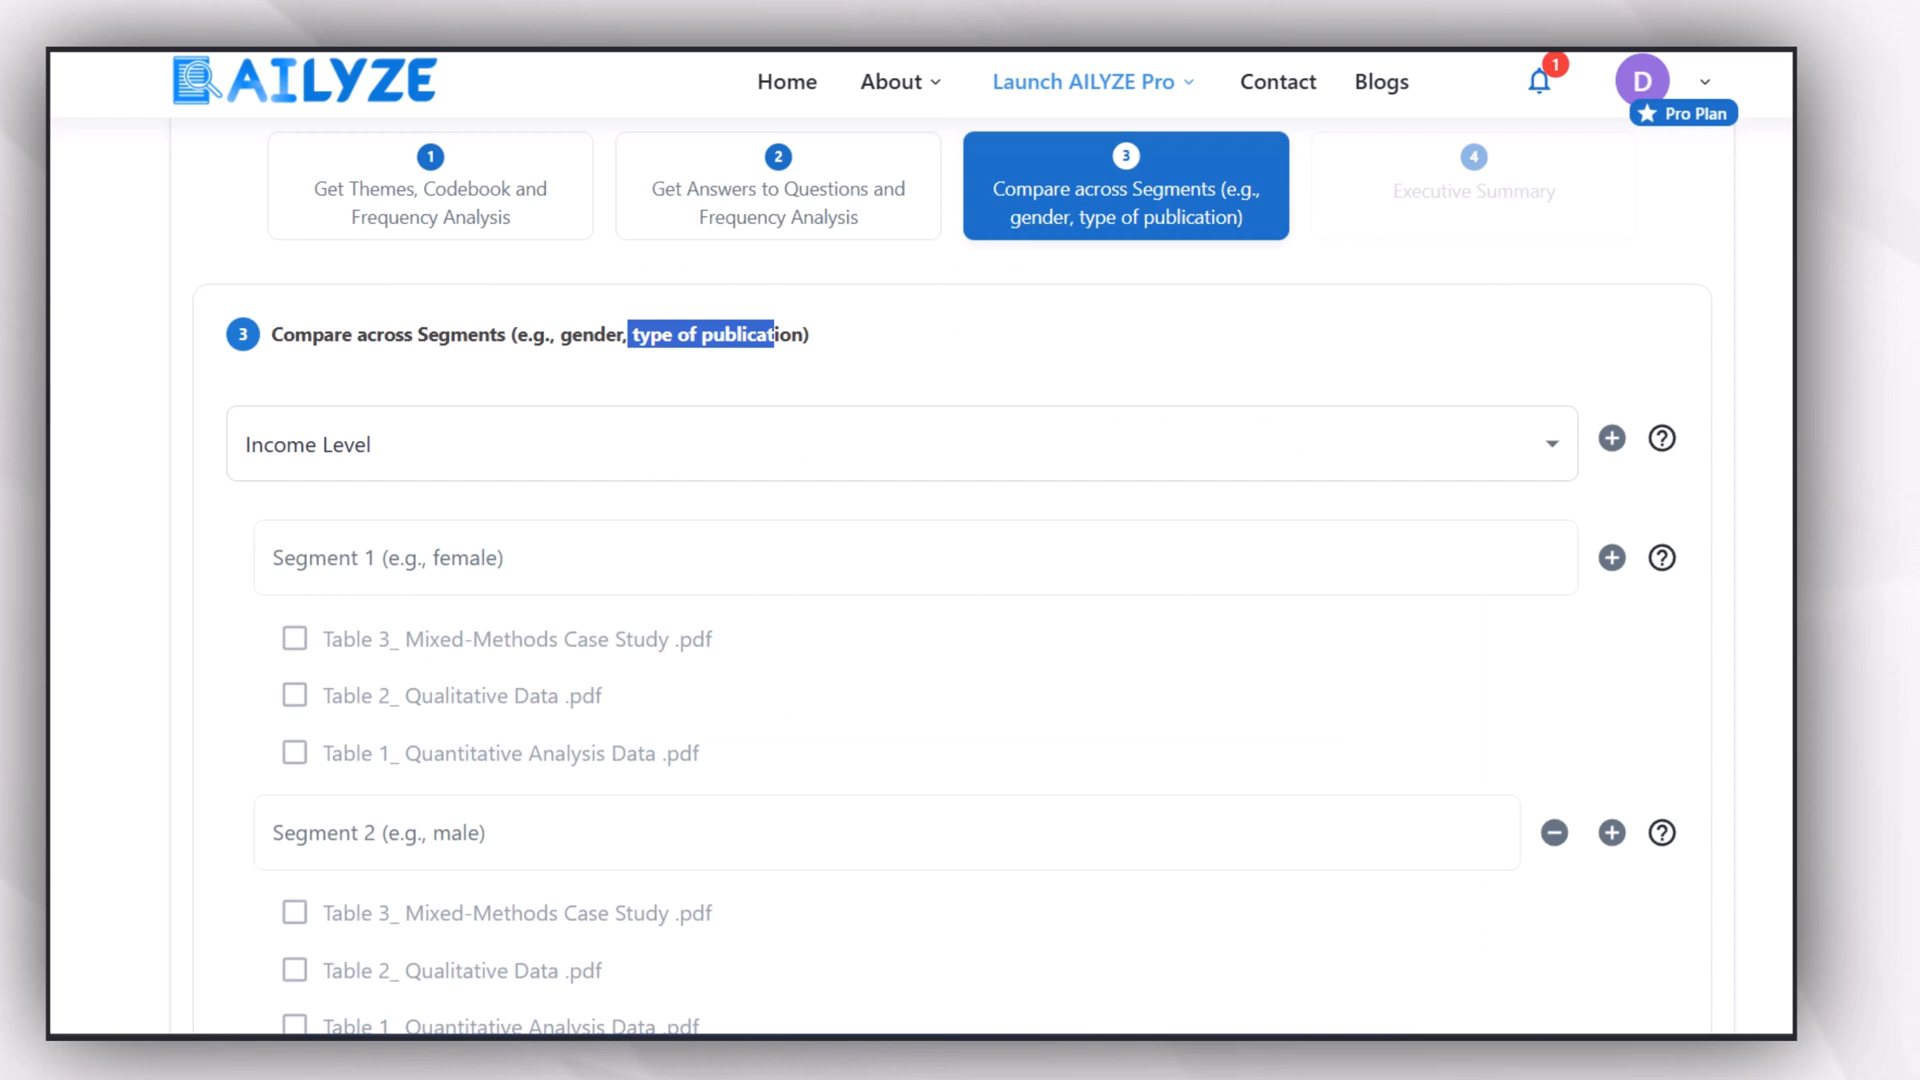 AILYZE
Home About Launch AILYZE Pro Contact Blogs 1 D
Pro Plan
1 2 3 4
Get Themes, Codebook and Frequency Analysis
Get Answers to Questions and Frequency Analysis
Compare across Segments (e.g., gender, type of publication)
Executive Summary
3 Compare across Segments (e.g., gender, type of publication)
Income Level
Segment 1 (e.g., female)
Table 3_ Mixed-Methods Case Study .pdf
Table 2_ Qualitative Data .pdf
Table 1_ Quantitative Analysis Data .pdf
Segment 2 (e.g., male)
Table 3_ Mixed-Methods Case Study .pdf
Table 2_ Qualitative Data .pdf
Table 1_ Quantitative Analysis Data .pdf